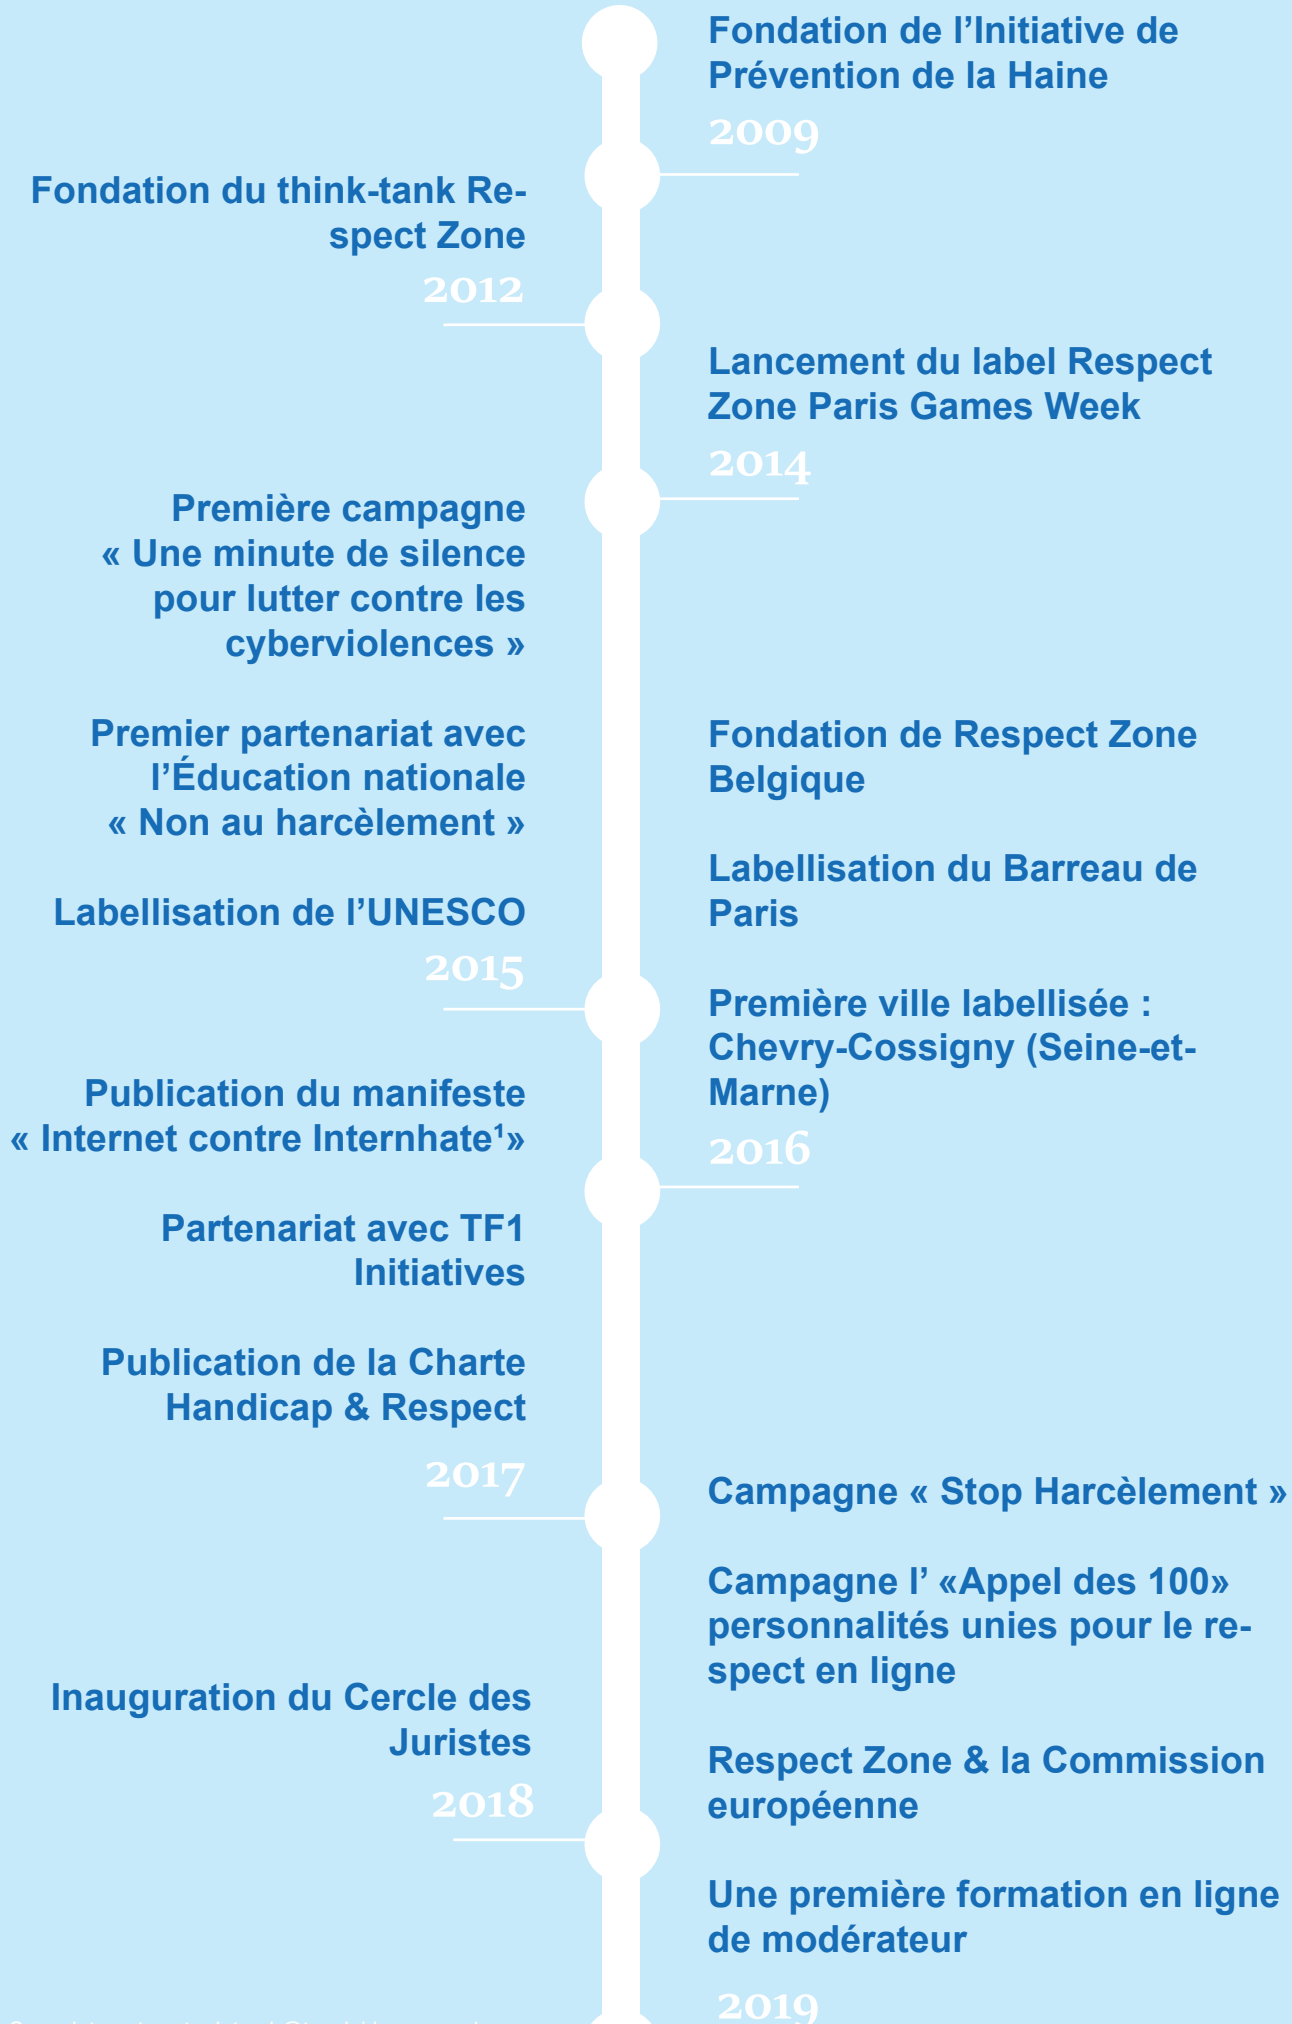 Fondation de l’Initiative de
Prévention de la Haine
2009
Fondation du think-tank Re-
spect Zone
2012
Lancement du label Respect
Zone Paris Games Week
2014
Première campagne
« Une minute de silence
pour lutter contre les
cyberviolences »
Premier partenariat avec
l’Éducation nationale
« Non au harcèlement »
Labellisation de l’UNESCO
2015
Fondation de Respect Zone
Belgique
Labellisation du Barreau de
Paris
Première ville labellisée :
Chevry-Cossigny (Seine-et-
Marne)
2016
Publication du manifeste
« Internet contre Internhate¹»
Partenariat avec TF1
Initiatives
Publication de la Charte
Handicap & Respect
2017
Inauguration du Cercle des
Juristes
2018
Campagne « Stop Harcèlement »
Campagne l’ «Appel des 100»
personnalités unies pour le re-
spect en ligne
Respect Zone & la Commission
européenne
Une première formation en ligne
de modérateur
2019